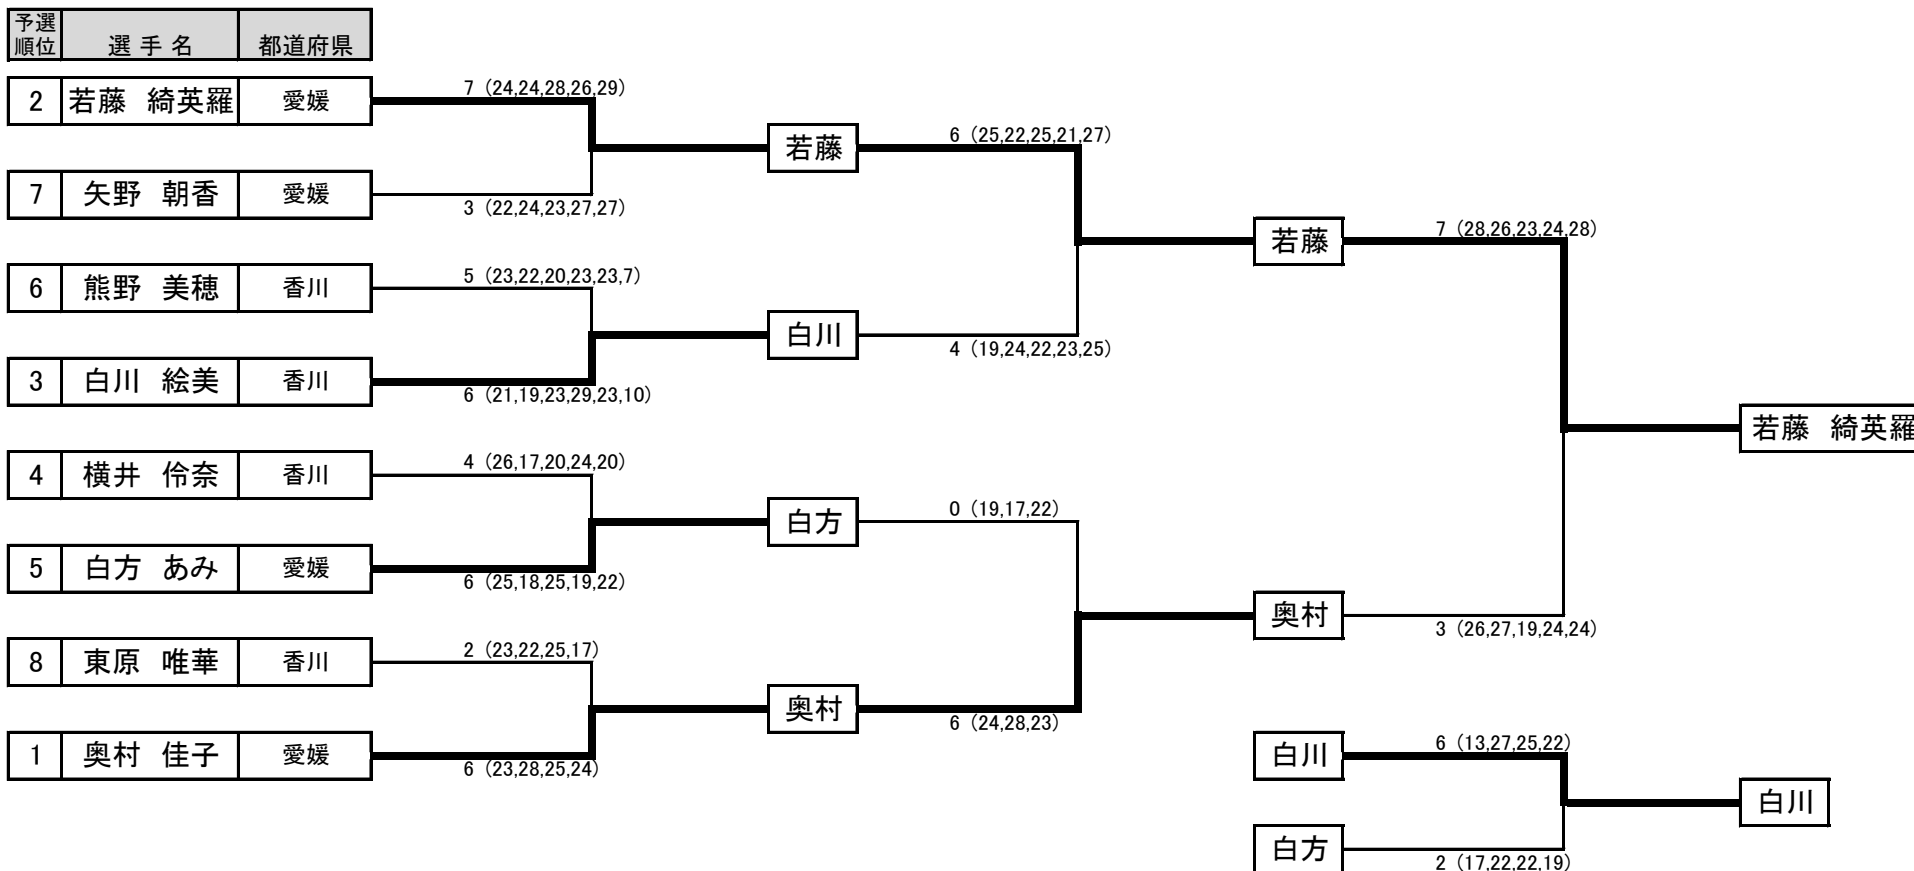 予選
順位 選 手 名 都道府県
2 若藤 綺英羅 愛媛
7 (24,24,28,26,29)
7 矢野 朝香 愛媛
3 (22,24,23,27,27)
6 熊野 美穂 香川
5 (23,22,20,23,23,7)
3 白川 絵美 香川
6 (21,19,23,29,23,10)
4 横井 伶奈 香川
4 (26,17,20,24,20)
5 白方 あみ 愛媛
6 (25,18,25,19,22)
8 東原 唯華 香川
2 (23,22,25,17)
1 奥村 佳子 愛媛
6 (23,28,25,24)
若藤
6 (25,22,25,21,27)
白川
4 (19,24,22,23,25)
白方
0 (19,17,22)
奥村
6 (24,28,23)
若藤
7 (28,26,23,24,28)
奥村
3 (26,27,19,24,24)
若藤 綺英羅
白川
6 (13,27,25,22)
白方
2 (17,22,22,19)
白川